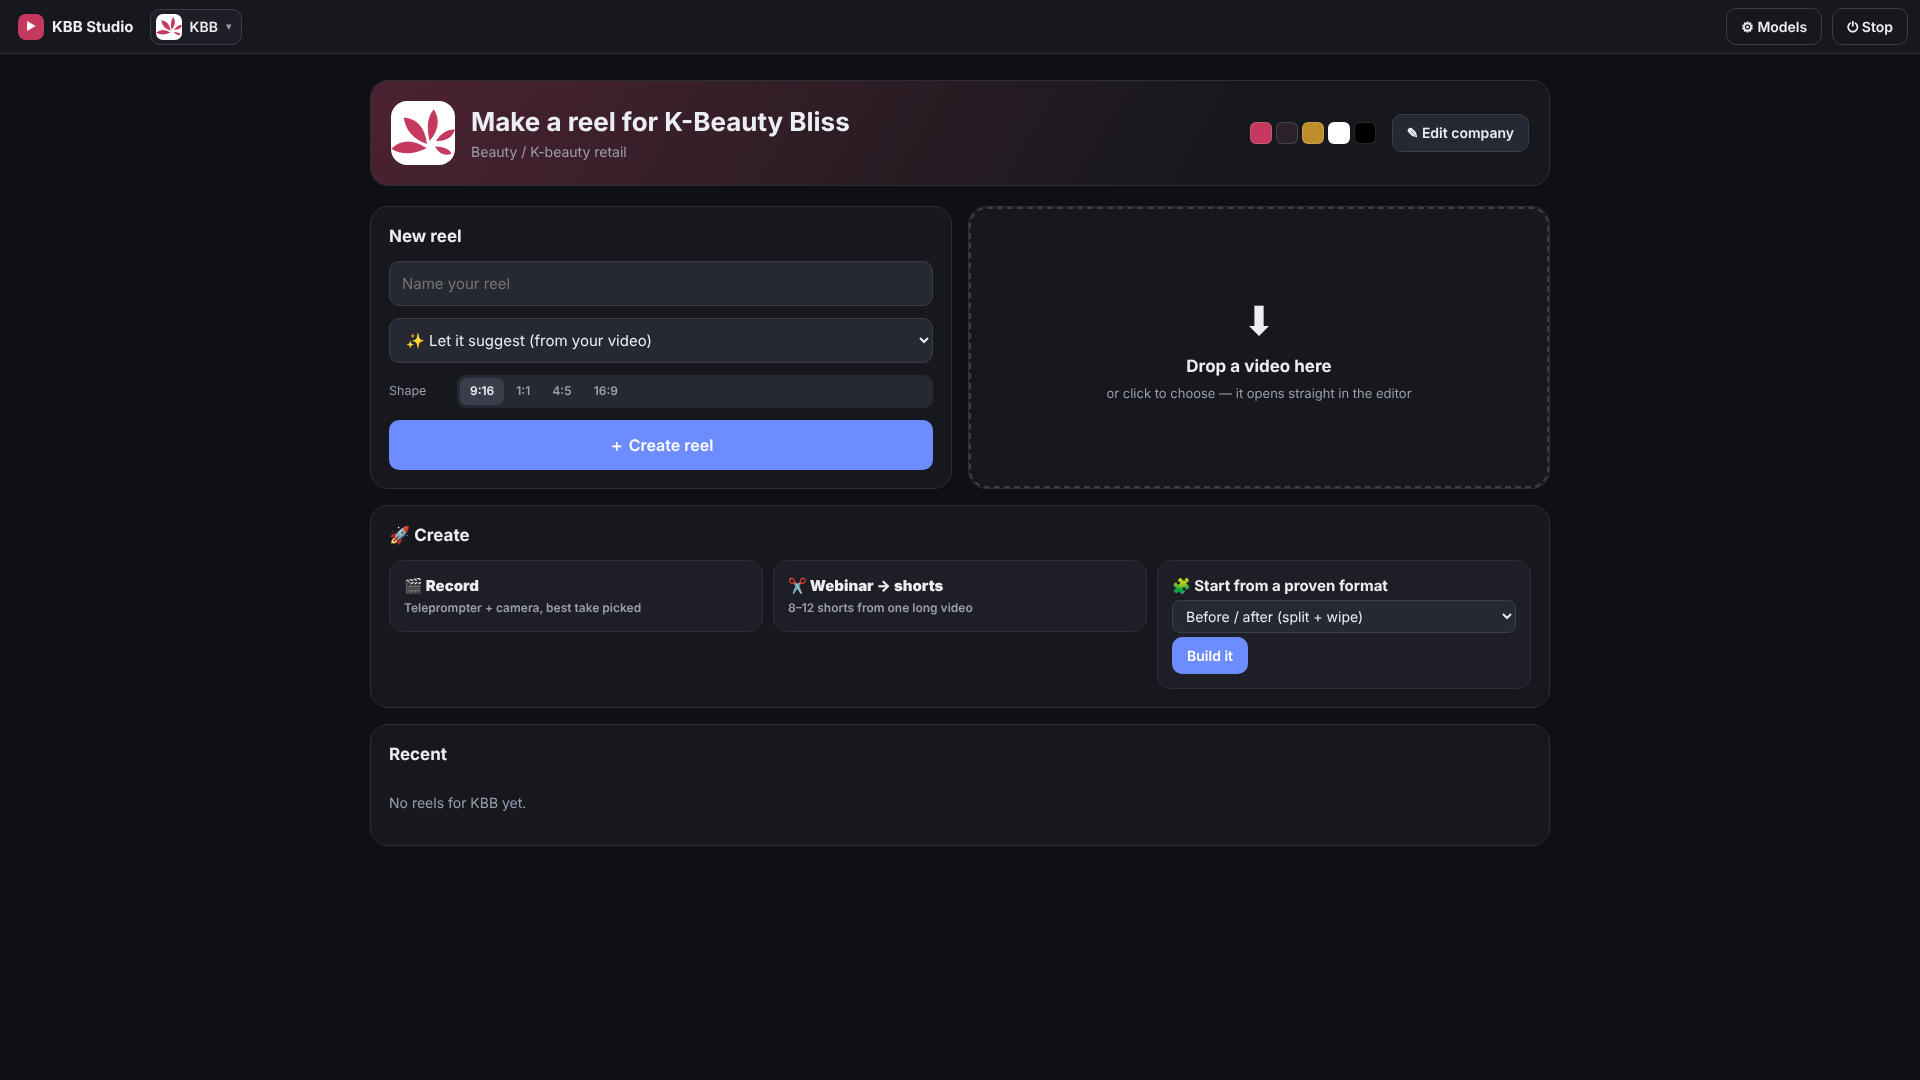 KBB Studio
KBB
Models
Stop
Make a reel for K-Beauty Bliss
Beauty / K-beauty retail
Edit company
New reel
Name your reel
✨ Let it suggest (from your video)
Shape
9:16
1:1
4:5
16:9
+ Create reel
Drop a video here
or click to choose — it opens straight in the editor
🚀 Create
🎬 Record
Teleprompter + camera, best take picked
✂️ Webinar → shorts
8–12 shorts from one long video
🧩 Start from a proven format
Before / after (split + wipe)
Build it
Recent
No reels for KBB yet.